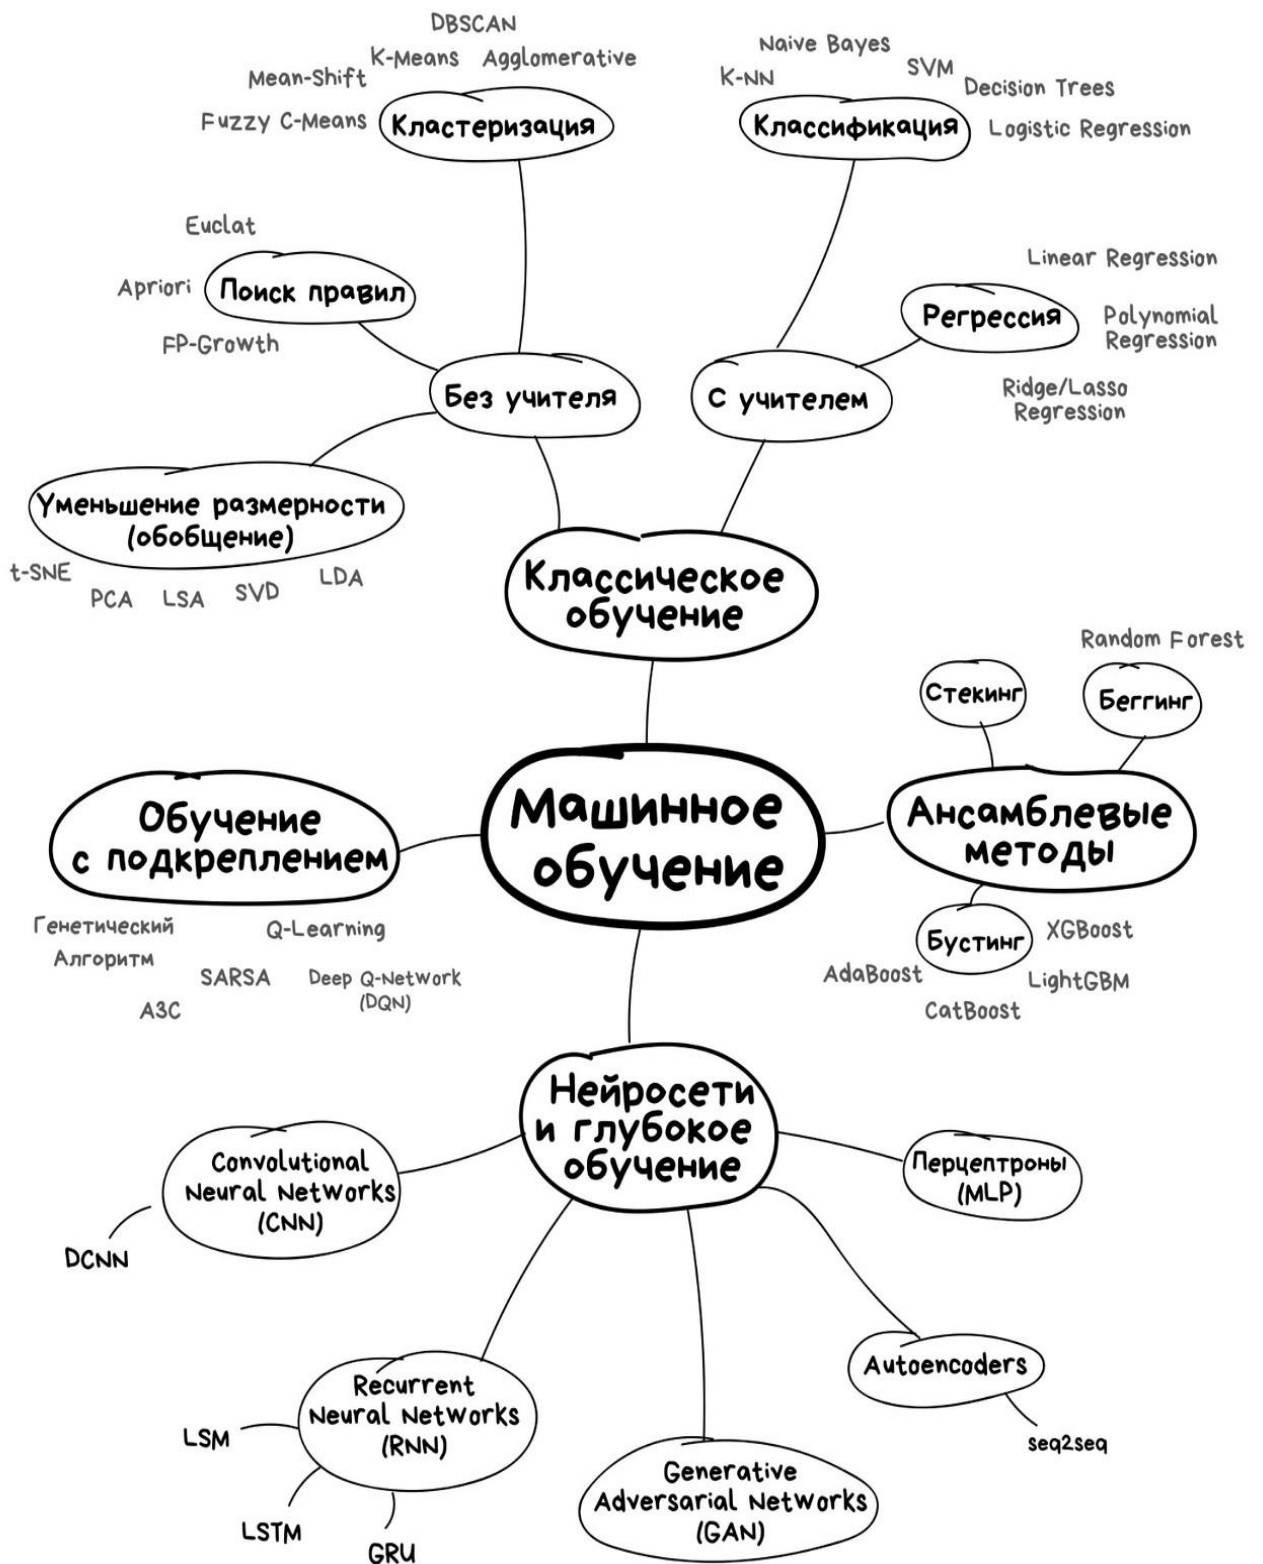 DBSCAN
K-Means
Agglomerative
Mean-Shift
Fuzzy C-Means
Кластеризация
Naive Bayes
K-NN
SVM
Decision Trees
Классификация
Logistic Regression
Euclat
Apriori
Поиск правил
FP-Growth
Linear Regression
Регрессия
Polynomial
Regression
Ridge/Lasso
Regression
Без учителя
С учителем
Уменьшение размерности
(обобщение)
t-SNE
PCA
LSA
SVD
LDA
Классическое
обучение
Random Forest
Стекинг
Беггинг
Машинное
обучение
Обучение
с подкреплением
Ансамблевые
методы
Генетический
Алгоритм
Q-Learning
SARSA
Deep Q-Network
(DQN)
A3C
Бустинг
XGBoost
AdaBoost
LightGBM
CatBoost
Нейросети
и глубокое
обучение
Convolutional
Neural Networks
(CNN)
DCNN
Перцептроны
(MLP)
Autoencoders
seq2seq
Recurrent
Neural Networks
(RNN)
LSM
LSTM
GRU
Generative
Adversarial Networks
(GAN)